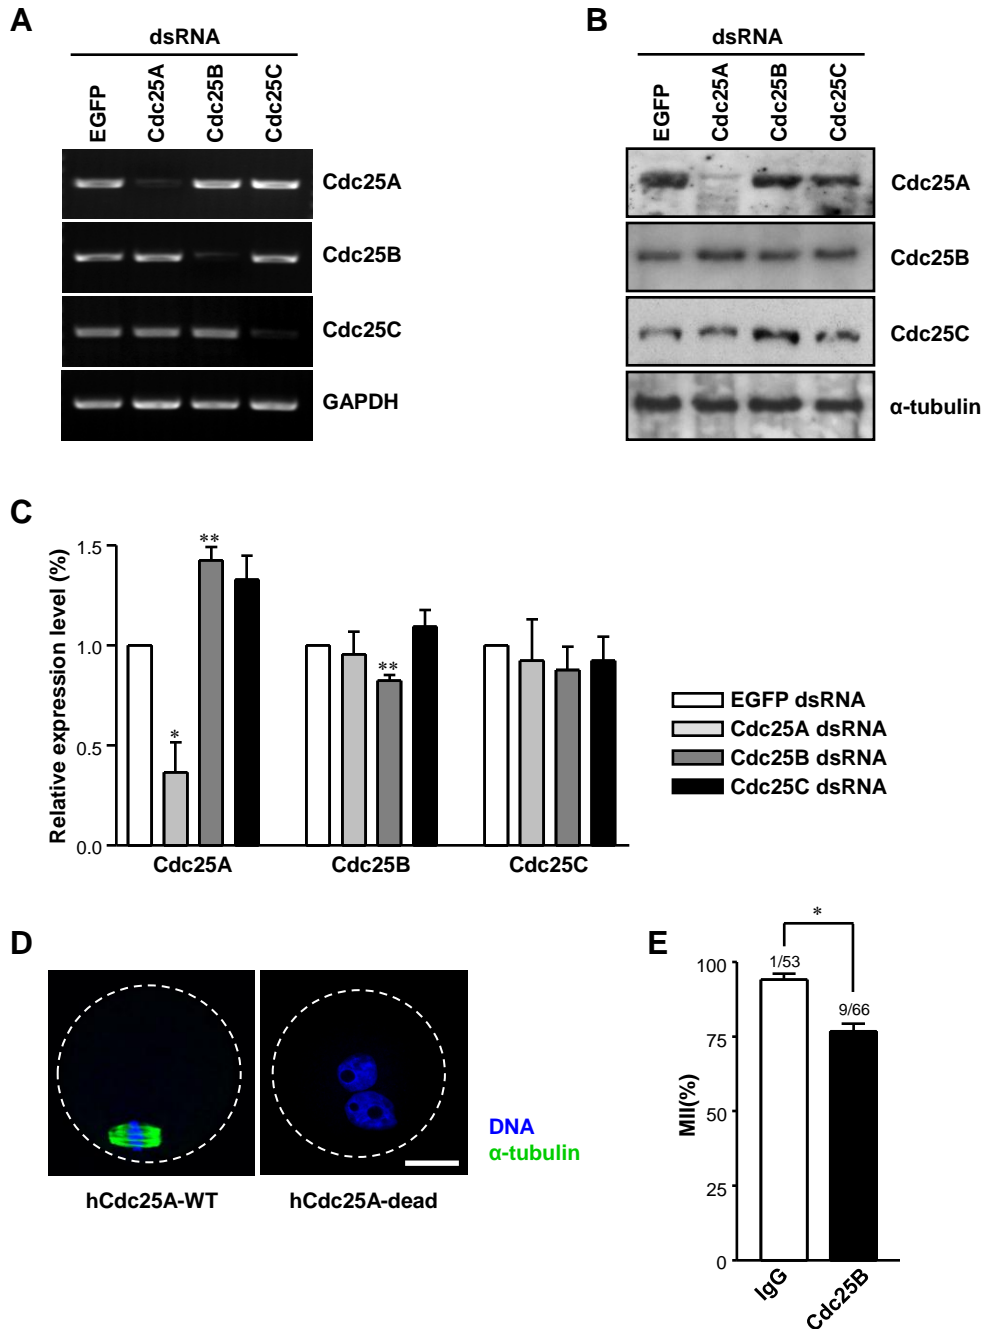 A
dsRNA
EGFP
Cdc25A
Cdc25B
Cdc25C
Cdc25A
Cdc25B
Cdc25C
GAPDH
B
dsRNA
EGFP
Cdc25A
Cdc25B
Cdc25C
Cdc25A
Cdc25B
Cdc25C
α-tubulin
C
Relative expression level (%)
1.5
1.0
0.5
0.0
*
**
**
Cdc25A
Cdc25B
Cdc25C
EGFP dsRNA
Cdc25A dsRNA
Cdc25B dsRNA
Cdc25C dsRNA
D
hCdc25A-WT
hCdc25A-dead
DNA
α-tubulin
E
*
MII(%)
100
75
50
25
0
1/53
9/66
IgG
Cdc25B